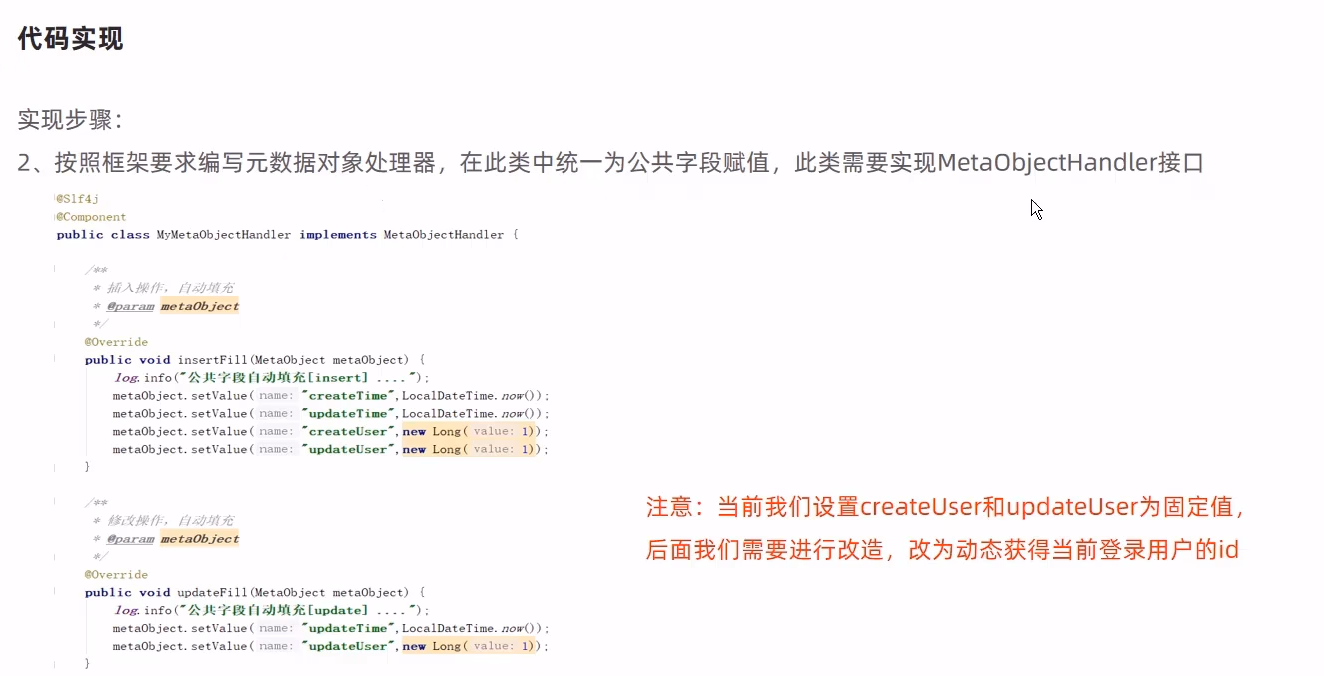 代码实现
实现步骤：
2、按照框架要求编写元数据对象处理器，在此类中统一为公共字段赋值，此类需要实现MetaObjectHandler接口
@Slf4j
@Component
public class MyMetaObjectHandler implements MetaObjectHandler {
/**
* 插入操作，自动填充
* @param metaObject
*/
@Override
public void insertFill(MetaObject metaObject) {
log.info("公共字段自动填充[insert] ....");
metaObject.setValue( name: "createTime",LocalDateTime.now());
metaObject.setValue( name: "updateTime",LocalDateTime.now());
metaObject.setValue( name: "createUser",new Long( value: 1));
metaObject.setValue( name: "updateUser",new Long( value: 1));
}
/**
* 修改操作，自动填充
* @param metaObject
*/
@Override
public void updateFill(MetaObject metaObject) {
log.info("公共字段自动填充[update] ....");
metaObject.setValue( name: "updateTime",LocalDateTime.now());
metaObject.setValue( name: "updateUser",new Long( value: 1));
}
注意：当前我们设置createUser和updateUser为固定值，
后面我们需要进行改造，改为动态获得当前登录用户的id